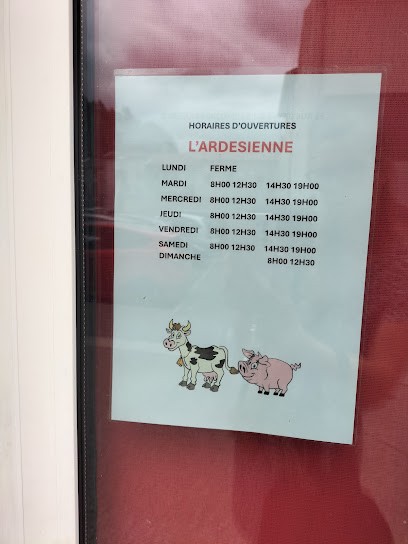 HORAIRES D'OUVERTURES
L'ARDESIENNE
LUNDI FERME
MARDI 8H00 12H30 14H30 19H00
MERCREDI 8H00 12H30 14H30 19H00
JEUDI 8H00 12H30 14H30 19H00
VENDREDI 8H00 12H30 14H30 19H00
SAMEDI 8H00 12H30 14H30 19H00
DIMANCHE 8H00 12H30